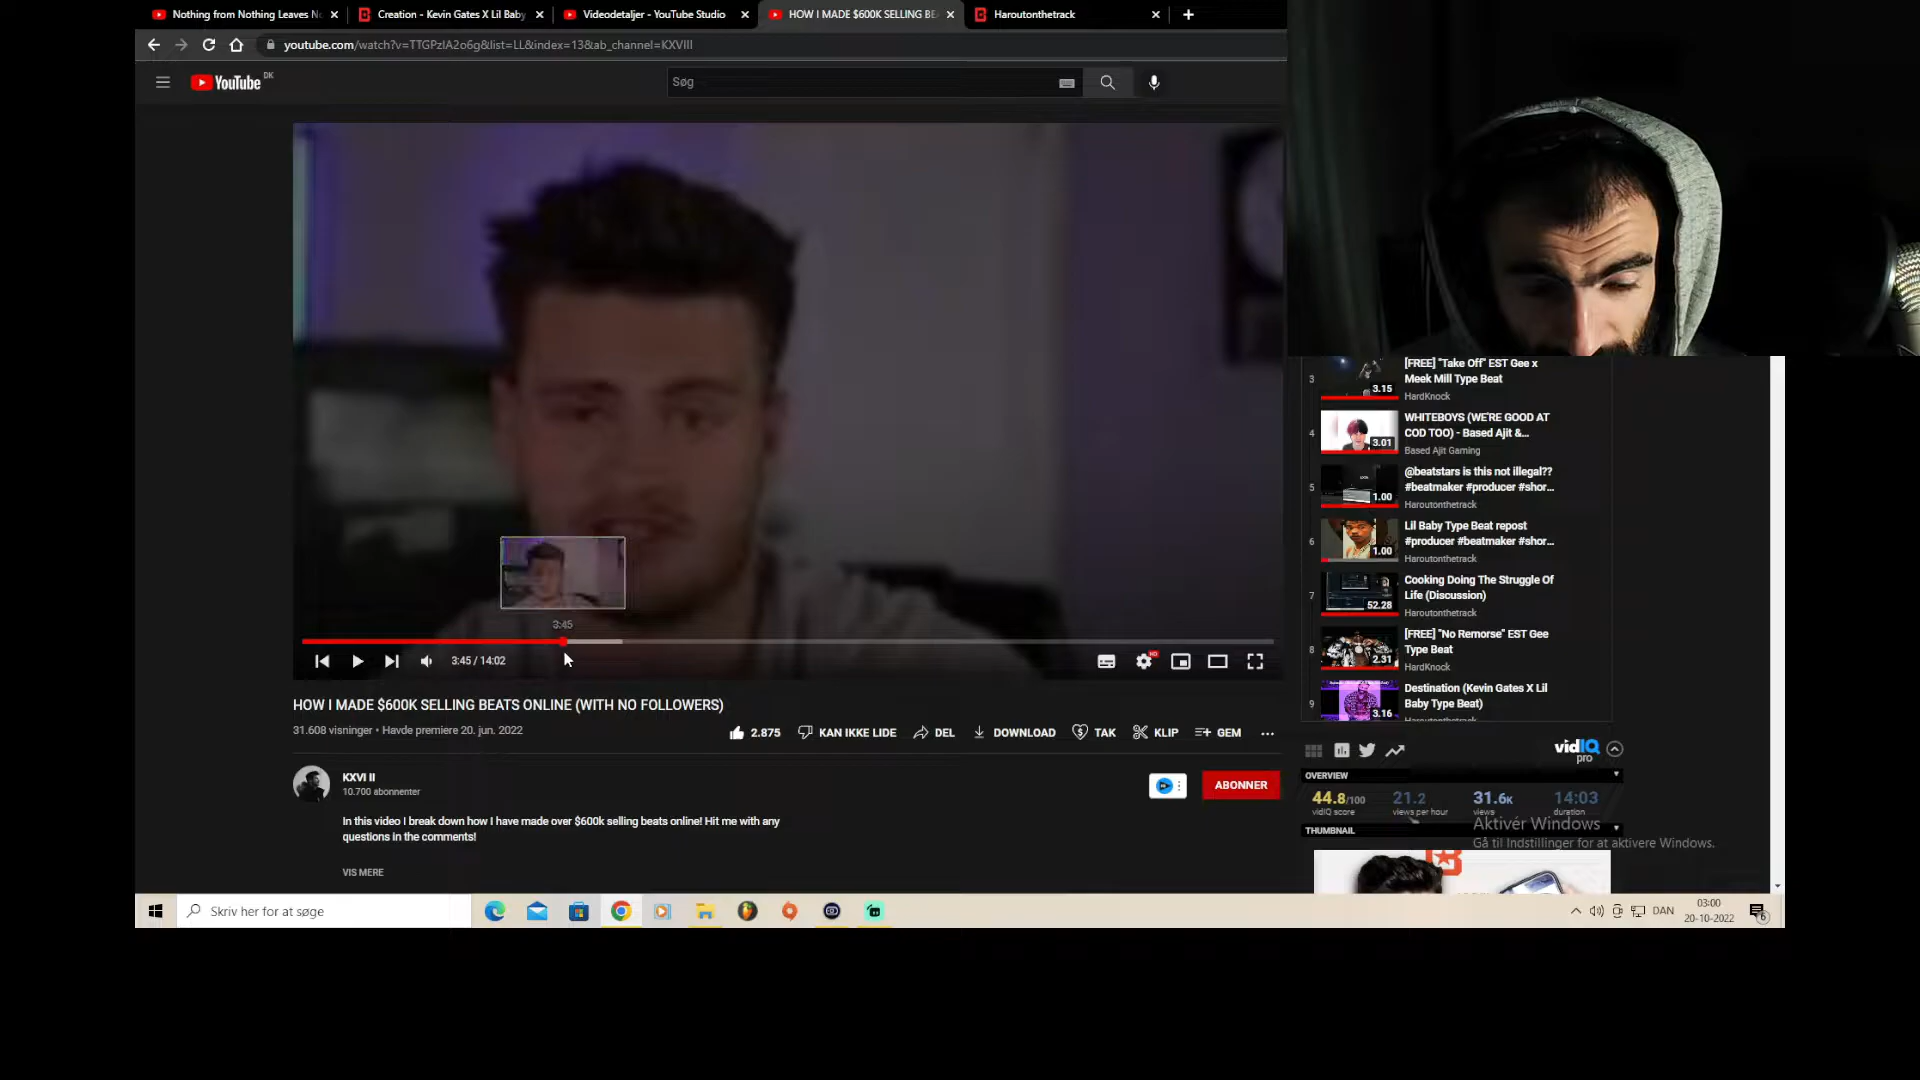 Nothing from Nothing Leaves N
Creation - Kevin Gates X Lil Baby
Videodetaljer - YouTube Studio
HOW I MADE $600K SELLING BE
Haroutonthetrack
youtube.com/watch?v=TTGPzIA2o6g&list=LL&index=13&ab_channel=KXVIII
YouTube DK
Søg
3:45
3:45 / 14:02
HD
HOW I MADE $600K SELLING BEATS ONLINE (WITH NO FOLLOWERS)
31.608 visninger • Havde premiere 20. jun. 2022
2.875
KAN IKKE LIDE
DEL
DOWNLOAD
TAK
KLIP
GEM
KXVI II
10.700 abonnenter
ABONNER
In this video I break down how I have made over $600k selling beats online! Hit me with any
questions in the comments!
VIS MERE
3
3.15
[FREE] "Take Off" EST Gee x
Meek Mill Type Beat
HardKnock
4
3.01
WHITEBOYS (WE'RE GOOD AT
COD TOO) - Based Ajit &...
Based Ajit Gaming
5
1.00
@beatstars is this not illegal??
#beatmaker #producer #shor...
Haroutonthetrack
6
1.00
Lil Baby Type Beat repost
#producer #beatmaker #shor...
Haroutonthetrack
7
52.28
Cooking Doing The Struggle Of
Life (Discussion)
Haroutonthetrack
8
2.31
[FREE] "No Remorse" EST Gee
Type Beat
HardKnock
9
3.16
Destination (Kevin Gates X Lil
Baby Type Beat)
Haroutonthetrack
vidIQ
pro
OVERVIEW
44.8/100
vidIQ score
21.2
views per hour
31.6K
views
14:03
duration
THUMBNAIL
Aktivér Windows
Gå til Indstillinger for at aktivere Windows.
Skriv her for at søge
DAN
03:00
20-10-2022
6